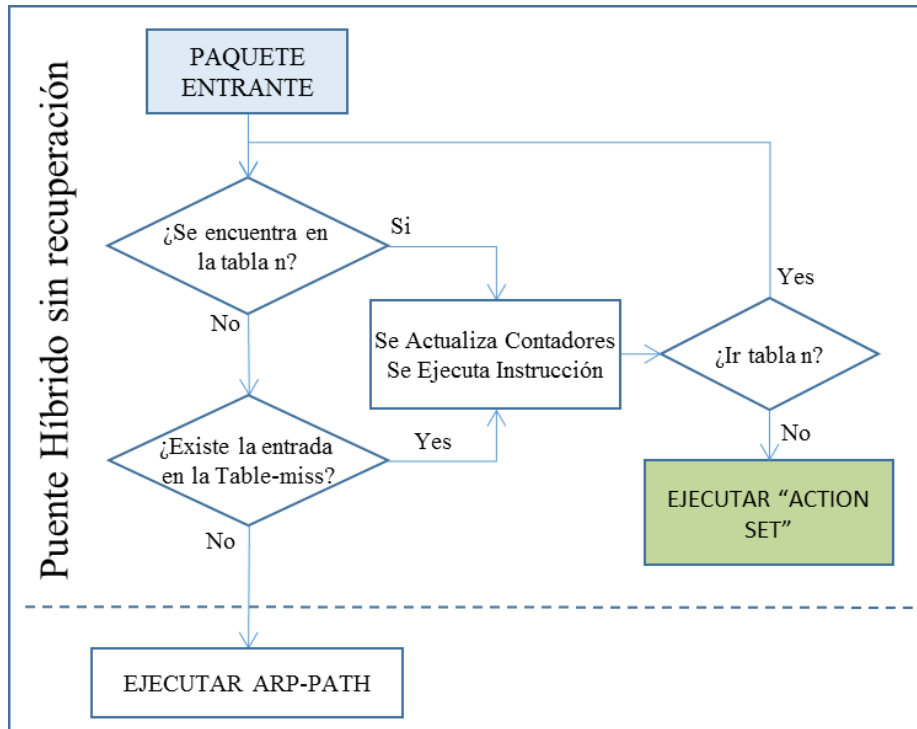 Puente Híbrido sin recuperación
PAQUETE
ENTRANTE
¿Se encuentra en
la tabla n?
Si
No
Se Actualiza Contadores
Se Ejecuta Instrucción
Yes
¿Ir tabla n?
No
¿Existe la entrada
en la Table-miss?
Yes
No
EJECUTAR “ACTION
SET”
EJECUTAR ARP-PATH